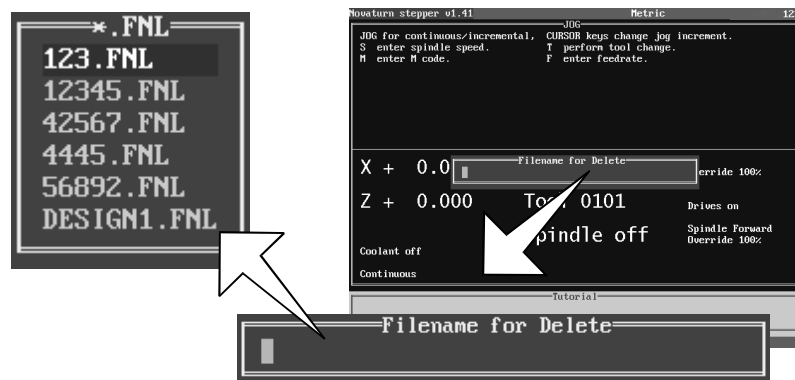 *.FNL
123.FNL
12345.FNL
42567.FNL
4445.FNL
56892.FNL
DESIGN1.FNL
Novaturn stepper v1.41 Metric 12
JOG
JOG for continuous/incremental, CURSOR keys change jog increment.
S enter spindle speed. T perform tool change.
M enter M code. F enter feedrate.
Filename for Delete
X + 0.0 erride 100%
Z + 0.000 Tool 0101 Drives on
pindle off Spindle Forward
Override 100%
Coolant off
Continuous
Tutorial
Filename for Delete